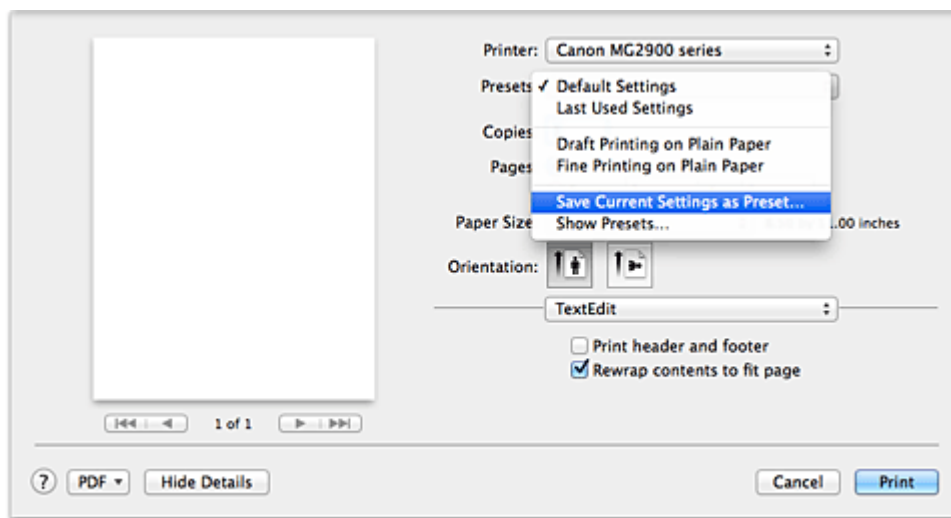 Printer: Canon MG2900 series
Presets ✓ Default Settings
Last Used Settings
Copies
Draft Printing on Plain Paper
Pages Fine Printing on Plain Paper
Save Current Settings as Preset...
Paper Size Show Presets... .00 inches
Orientation:
TextEdit
Print header and footer
Rewrap contents to fit page
1 of 1
? PDF Hide Details Cancel Print